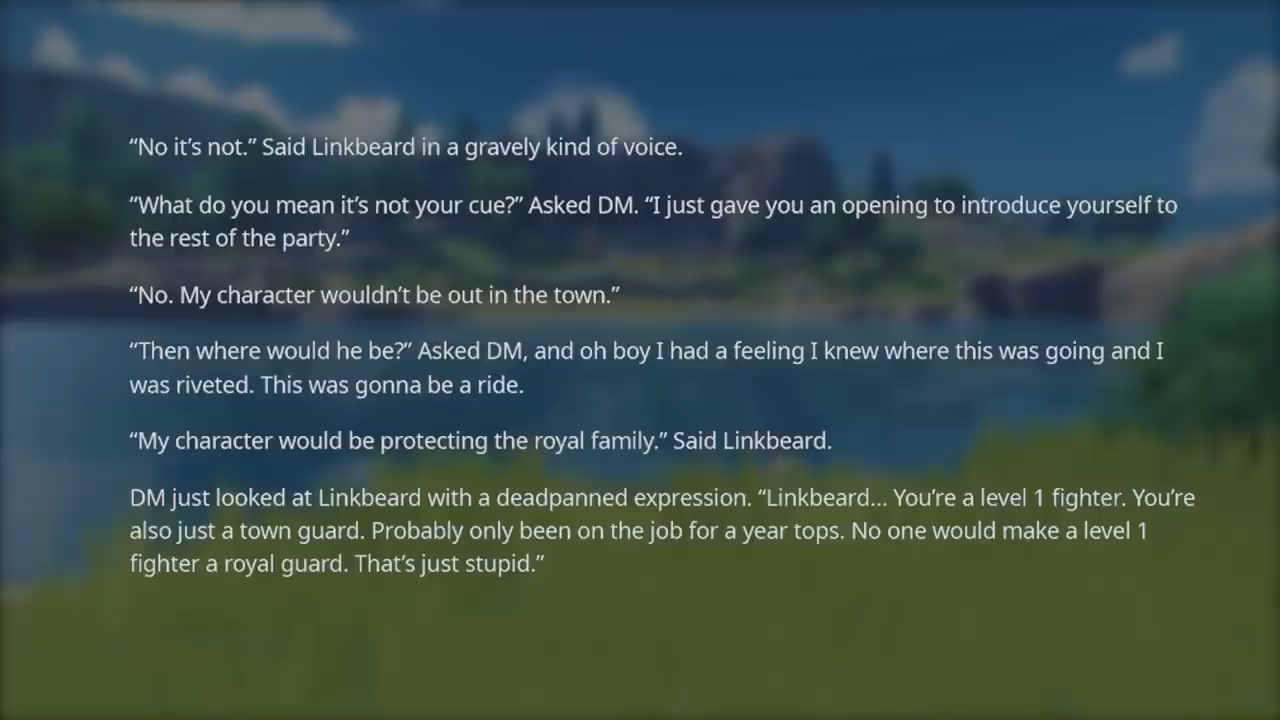 “No it’s not.” Said Linkbeard in a gravely kind of voice.
“What do you mean it’s not your cue?” Asked DM. “I just gave you an opening to introduce yourself to
the rest of the party.”
“No. My character wouldn’t be out in the town.”
“Then where would he be?” Asked DM, and oh boy I had a feeling I knew where this was going and I
was riveted. This was gonna be a ride.
“My character would be protecting the royal family.” Said Linkbeard.
DM just looked at Linkbeard with a deadpanned expression. “Linkbeard... You’re a level 1 fighter. You’re
also just a town guard. Probably only been on the job for a year tops. No one would make a level 1
fighter a royal guard. That’s just stupid.”